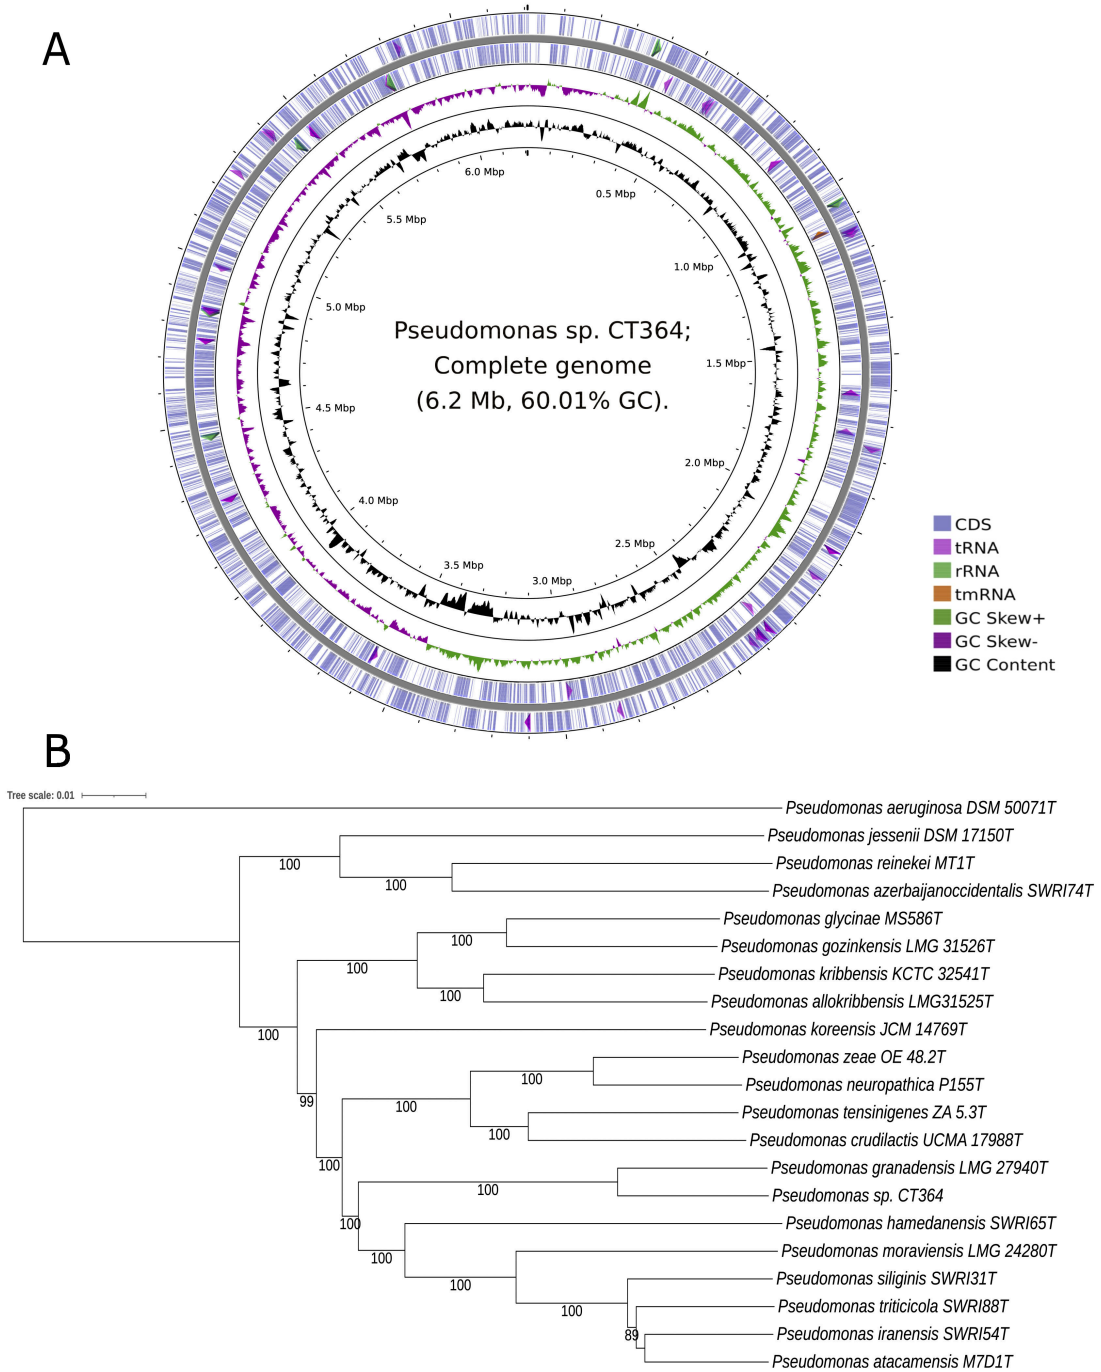 A
6.0 Mbp
0.5 Mbp
5.5 Mbp
1.0 Mbp
5.0 Mbp
Pseudomonas sp. CT364;
Complete genome
(6.2 Mb, 60.01% GC).
1.5 Mbp
4.5 Mbp
2.0 Mbp
4.0 Mbp
2.5 Mbp
3.5 Mbp
3.0 Mbp
CDS
tRNA
rRNA
tmRNA
GC Skew+
GC Skew-
GC Content
B
Tree scale: 0.01
Pseudomonas aeruginosa DSM 50071T
Pseudomonas jessenii DSM 17150T
100
Pseudomonas reinekei MT1T
100
Pseudomonas azerbaijanoccidentalis SWRI74T
Pseudomonas glycinae MS586T
100
Pseudomonas gozinkensis LMG 31526T
100
Pseudomonas kribbensis KCTC 32541T
100
Pseudomonas allokribbensis LMG31525T
100
Pseudomonas koreensis JCM 14769T
Pseudomonas zeae OE 48.2T
100
Pseudomonas neuropathica P155T
99
100
Pseudomonas tensinigenes ZA 5.3T
100
Pseudomonas crudilactis UCMA 17988T
100
Pseudomonas granadensis LMG 27940T
100
Pseudomonas sp. CT364
100
Pseudomonas hamedanensis SWRI65T
100
Pseudomonas moraviensis LMG 24280T
100
Pseudomonas siliginis SWRI31T
100
Pseudomonas triticicola SWRI88T
89
Pseudomonas iranensis SWRI54T
Pseudomonas atacamensis M7D1T